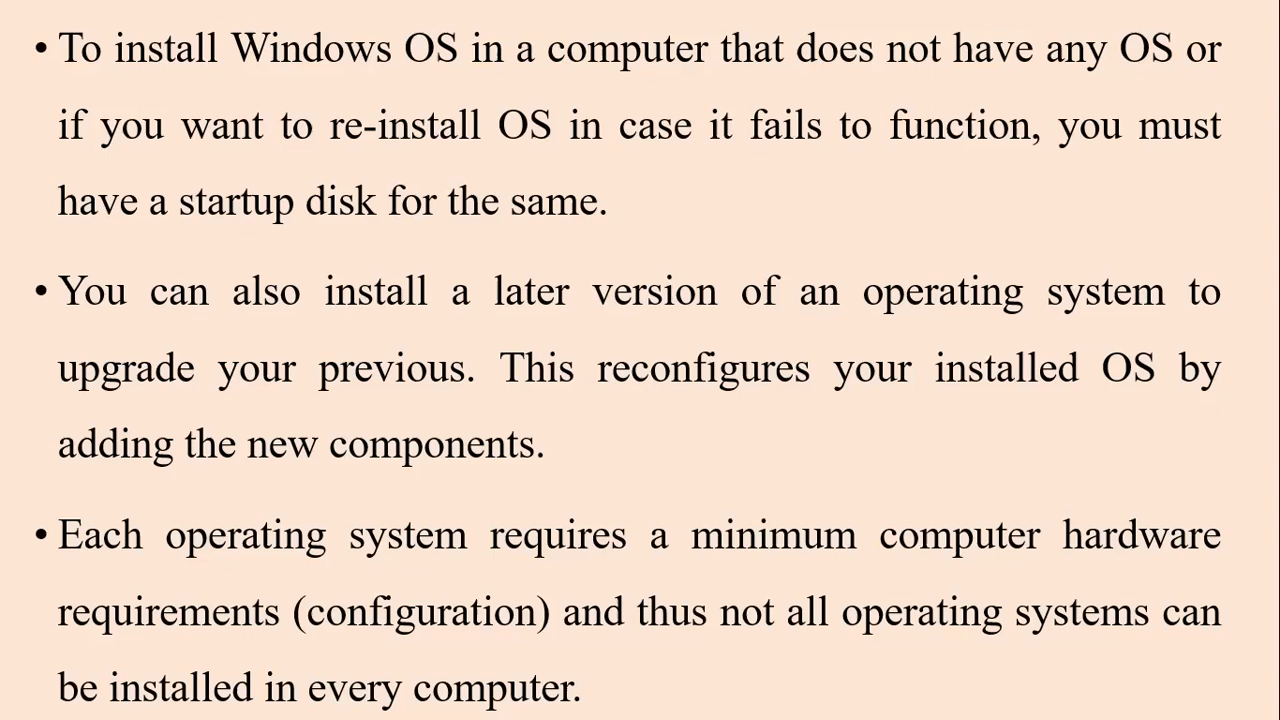 • To install Windows OS in a computer that does not have any OS or
if you want to re-install OS in case it fails to function, you must
have a startup disk for the same.
• You can also install a later version of an operating system to
upgrade your previous. This reconfigures your installed OS by
adding the new components.
• Each operating system requires a minimum computer hardware
requirements (configuration) and thus not all operating systems can
be installed in every computer.